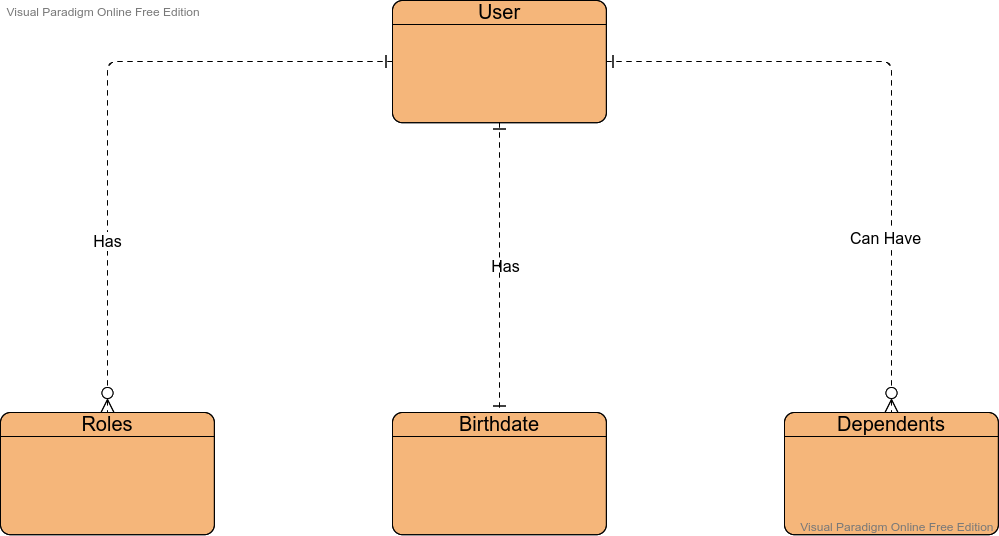 Visual Paradigm Online Free Edition
User
Has
Has
Can Have
Roles
Birthdate
Dependents
Visual Paradigm Online Free Edition